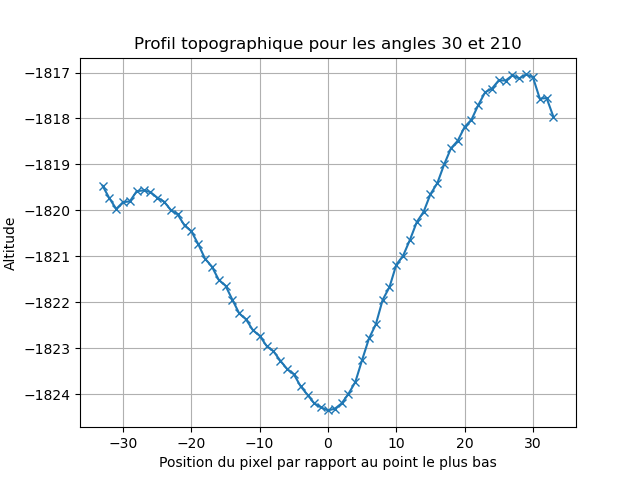 Profil topographique pour les angles 30 et 210
−1817
−1818
−1819
−1820
−1821
−1822
−1823
−1824
Altitude
−30 −20 −10 0 10 20 30
Position du pixel par rapport au point le plus bas